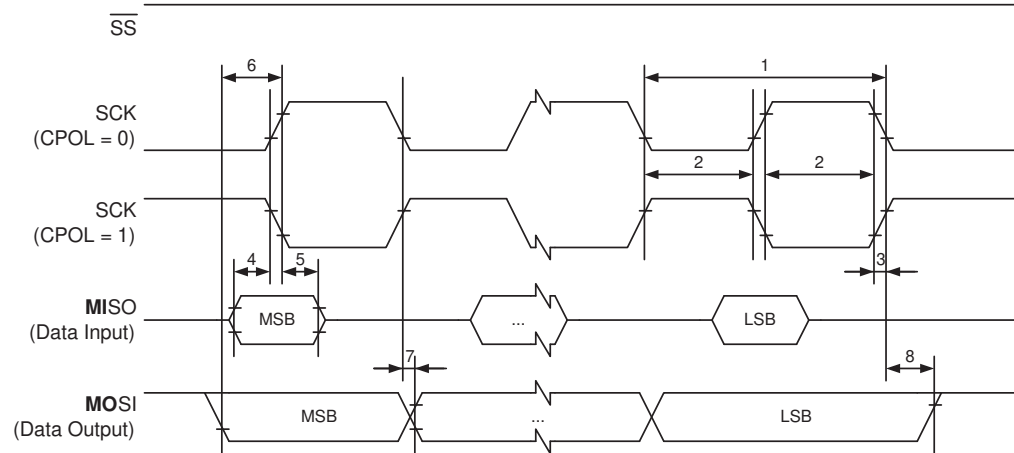 SS
6
1
SCK
(CPOL = 0)
2
2
SCK
(CPOL = 1)
4
5
3
MISO
(Data Input)
MSB
...
LSB
7
8
MOSI
(Data Output)
MSB
...
LSB